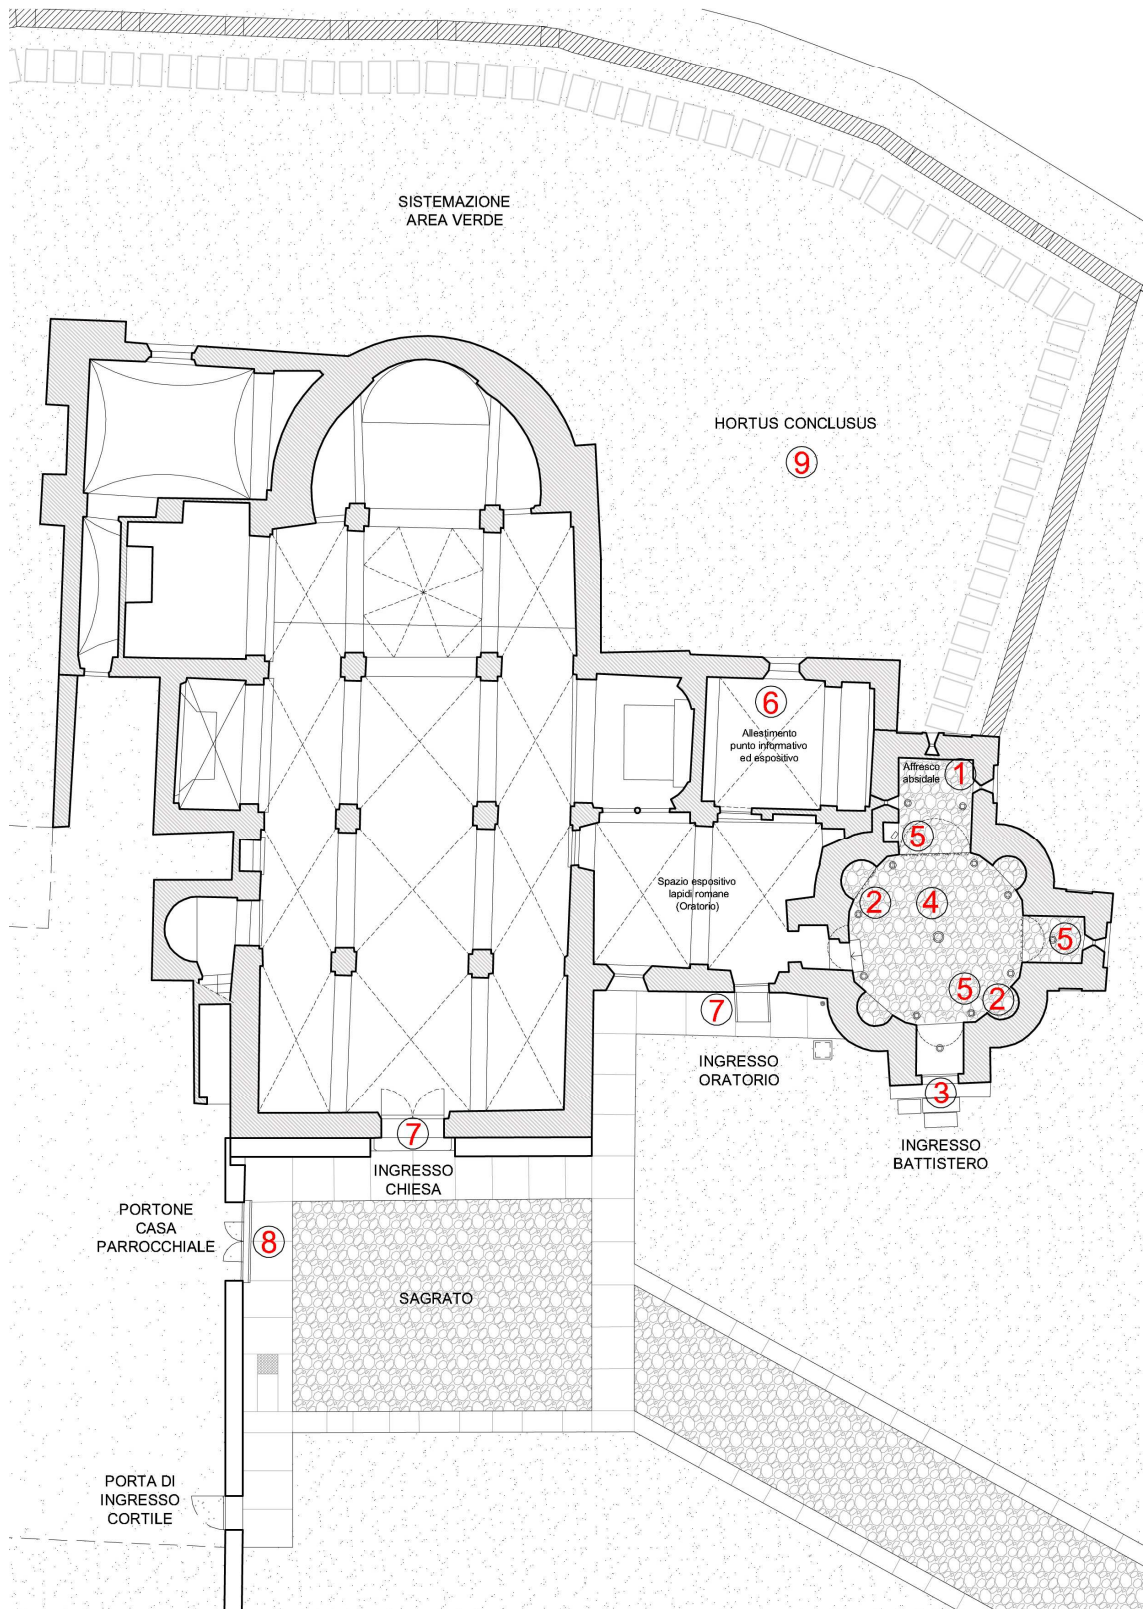 SISTEMAZIONE
AREA VERDE
HORTUS CONCLUSUS
9
6
Allestimento
punto informativo
ed espositivo
Affresco
absidale
1
5
Spazio espositivo
lapidi romane
(Oratorio)
2
4
5
5
2
7
INGRESSO
ORATORIO
3
INGRESSO
BATTISTERO
7
INGRESSO
CHIESA
PORTONE
CASA
PARROCCHIALE
8
SAGRATO
PORTA DI
INGRESSO
CORTILE